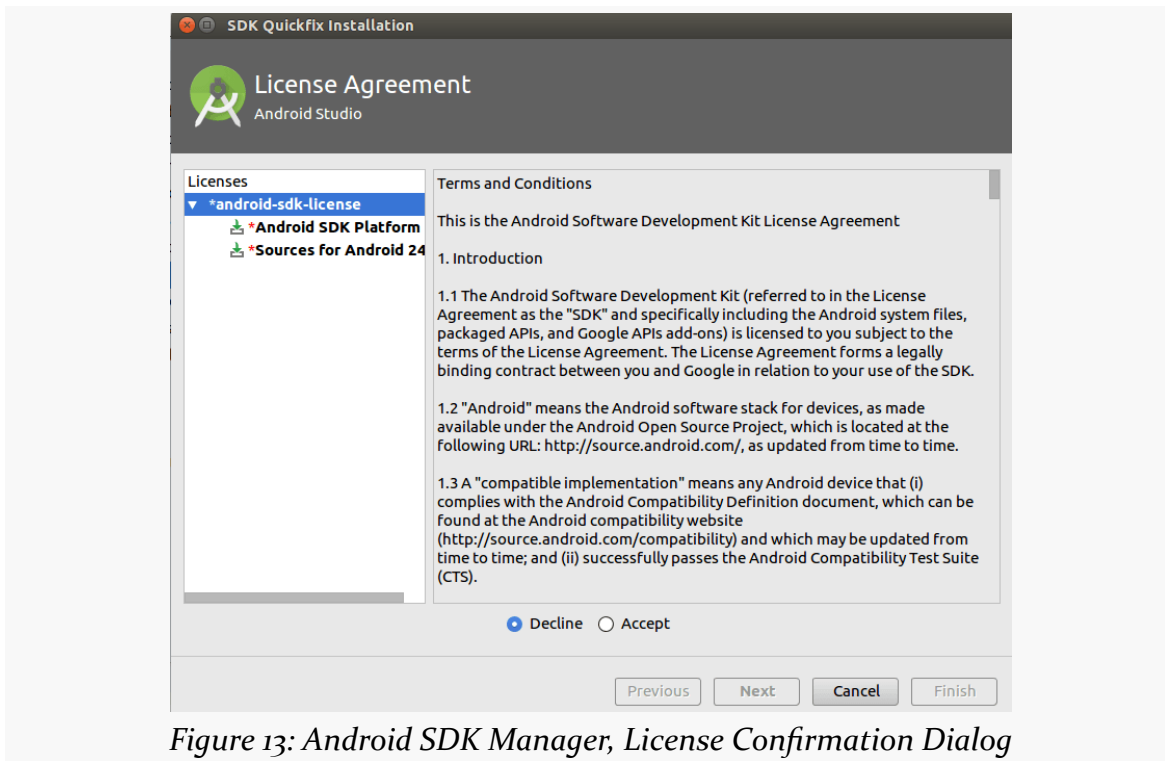 SDK Quickfix Installation
License Agreement
Android Studio
Licenses
*android-sdk-license
*Android SDK Platform
*Sources for Android 24
Terms and Conditions
This is the Android Software Development Kit License Agreement
1. Introduction
1.1 The Android Software Development Kit (referred to in the License
Agreement as the "SDK" and specifically including the Android system files,
packaged APIs, and Google APIs add-ons) is licensed to you subject to the
terms of the License Agreement. The License Agreement forms a legally
binding contract between you and Google in relation to your use of the SDK.
1.2 "Android" means the Android software stack for devices, as made
available under the Android Open Source Project, which is located at the
following URL: http://source.android.com/, as updated from time to time.
1.3 A "compatible implementation" means any Android device that (i)
complies with the Android Compatibility Definition document, which can be
found at the Android compatibility website
(http://source.android.com/compatibility) and which may be updated from
time to time; and (ii) successfully passes the Android Compatibility Test Suite
(CTS).
Decline Accept
Previous Next Cancel Finish
Figure 13: Android SDK Manager, License Confirmation Dialog